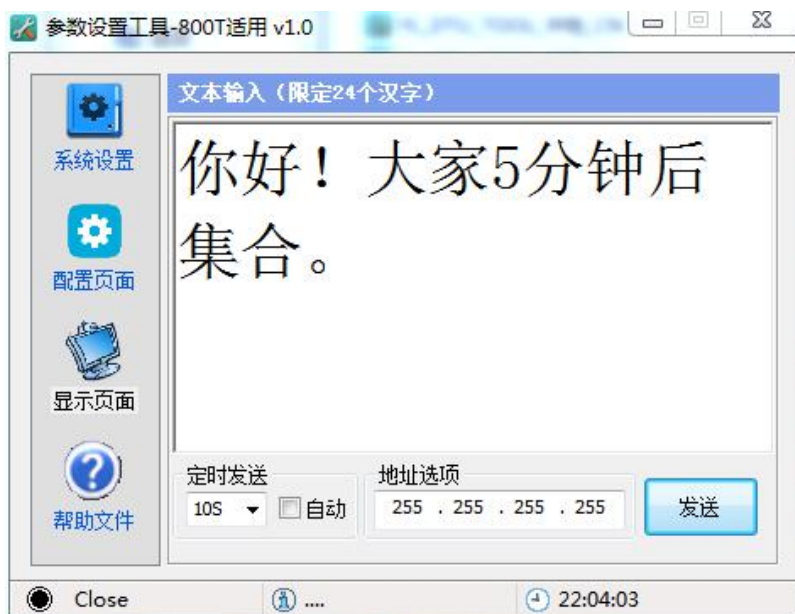 参数设置工具-800T适用 v1.0
系统设置
配置页面
显示页面
帮助文件
文本输入（限定24个汉字）
你好！大家5分钟后
集合。
定时发送
10S 自动
地址选项
255 . 255 . 255 . 255
发送
Close .... 22:04:03